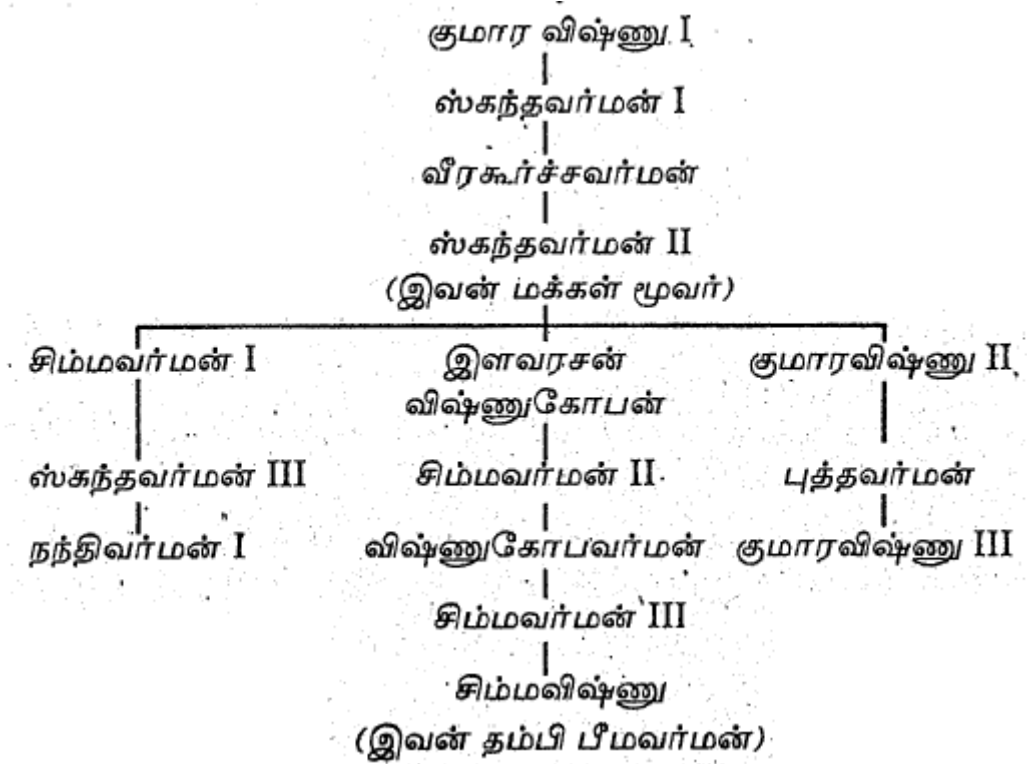 குமார விஷ்ணு I
ஸ்கந்தவர்மன் I
வீரகூர்ச்சவர்மன்
ஸ்கந்தவர்மன் II
(இவன் மக்கள் மூவர்)
சிம்மவர்மன் I இளவரசன் குமாரவிஷ்ணு II
விஷ்ணுகோபன்
ஸ்கந்தவர்மன் III சிம்மவர்மன் II புத்தவர்மன்
நந்திவர்மன் I விஷ்ணுகோபவர்மன் குமாரவிஷ்ணு III
சிம்மவர்மன் III
சிம்மவிஷ்ணு
(இவன் தம்பி பீமவர்மன்)